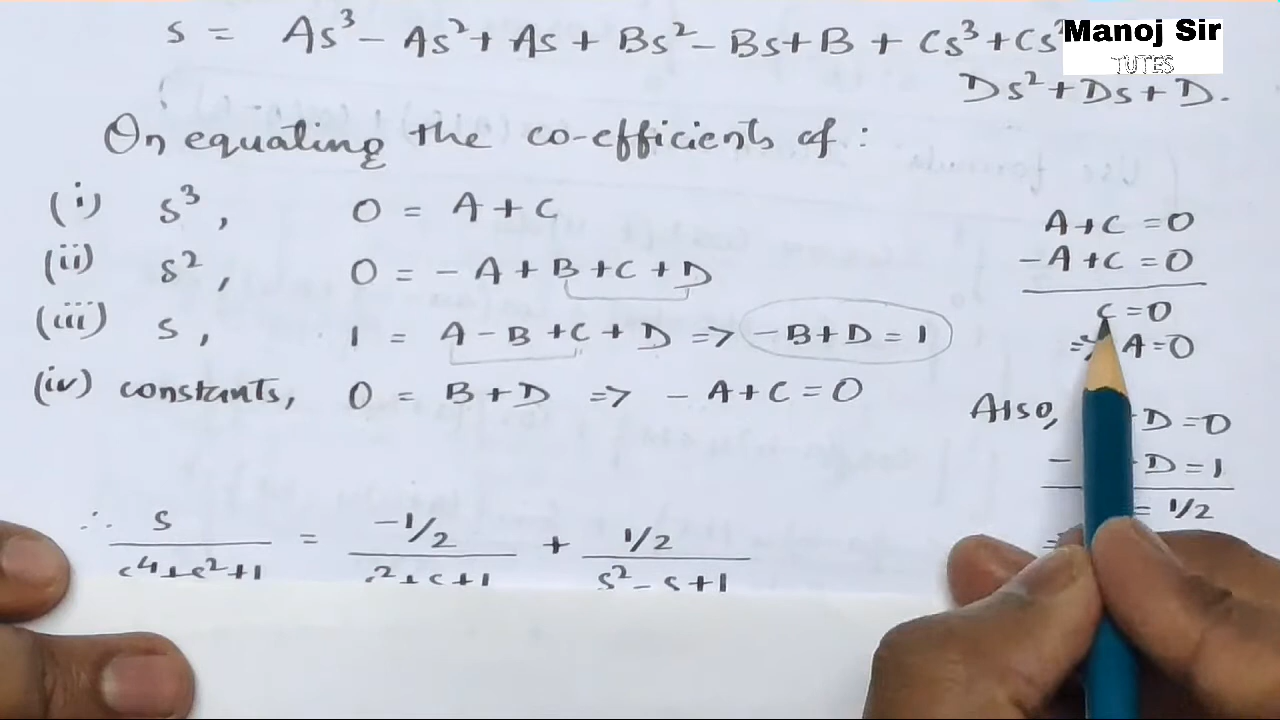 s = As³ - As² + As + Bs² - Bs + B + Cs³ + Cs²
Manoj Sir
TUTES
Ds² + Ds + D.
On equating the co-efficients of :
(i) s³, 0 = A + C
(ii) s², 0 = - A + B + C + D
(iii) s, 1 = A - B + C + D => - B + D = 1
(iv) constants, 0 = B + D => - A + C = 0
A + C = 0
- A + C = 0
C = 0
=> A = 0
Also, D = 0
- D = 1
= 1/2
=
∴ s / s⁴ + s² + 1 = -1/2 / s² + s + 1 + 1/2 / s² - s + 1